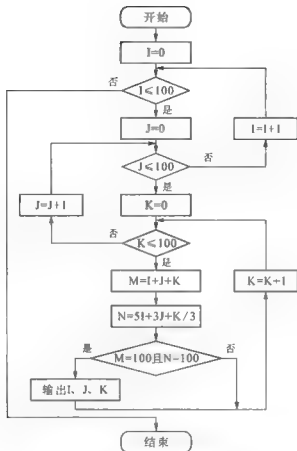 开始
I=0
I≤100
否
是
J=0
I=I+1
J≤100
否
是
J=J+1
K=0
K≤100
否
是
M=I+J+K
K=K+1
N=5I+3J+K/3
M=100且N-100
是
否
输出I、J、K
结束